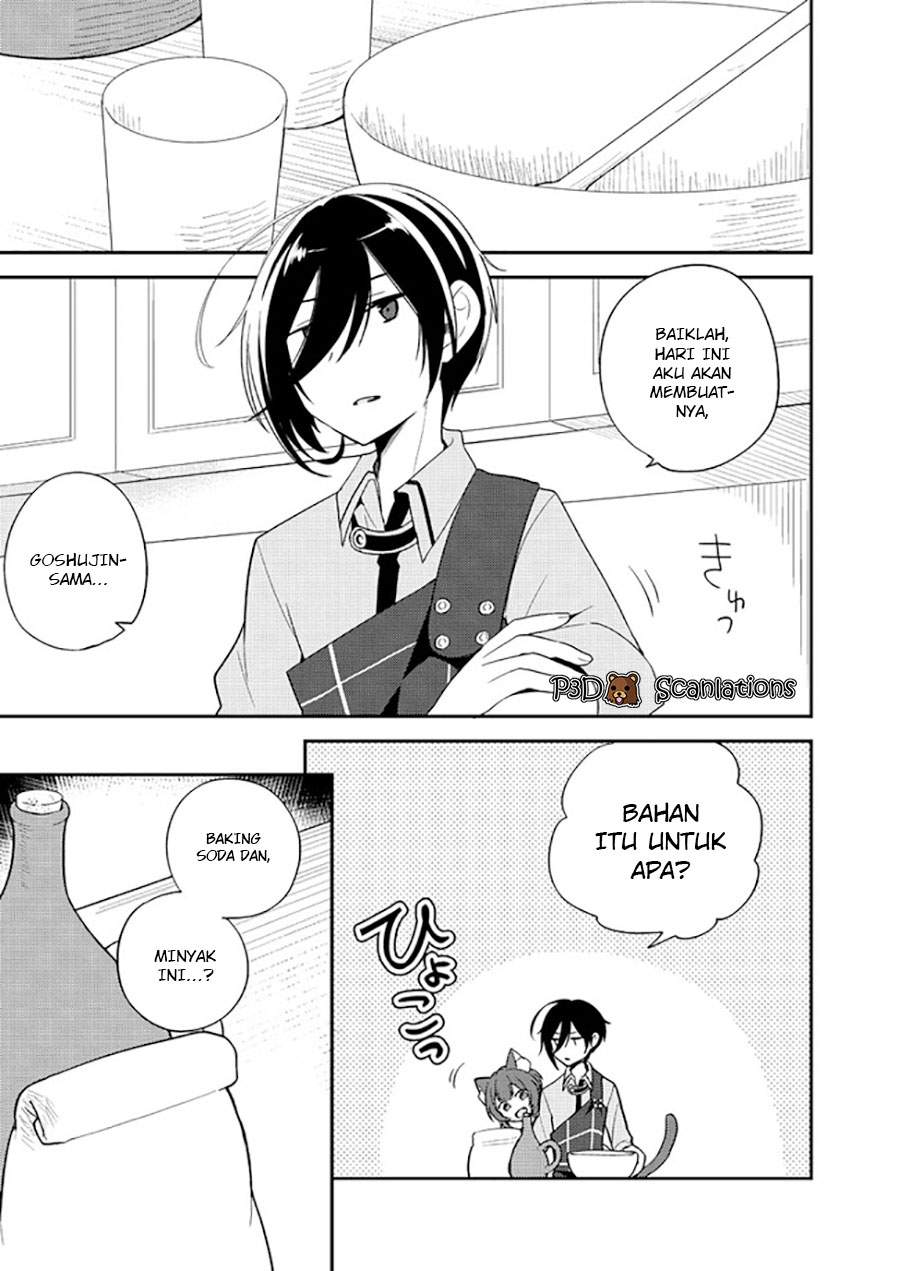 BAIKLAH,
HARI INI
AKU AKAN
MEMBUAT-
NYA,
きゅっ
GOSHUJIN-
SAMA...
P3D Scanlations
BAHAN
ITU UNTUK
APA?
ひょこっ
BAKING
SODA DAN,
MINYAK
INI...?